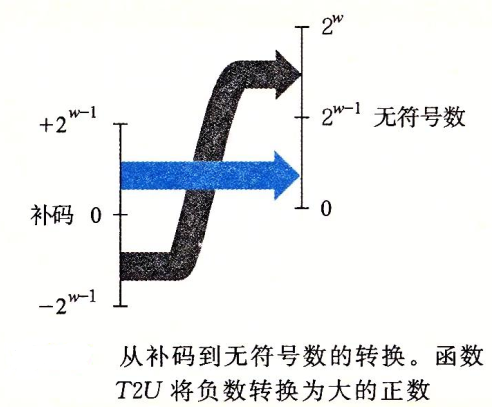 2^w
+2^{w-1}
2^{w-1} 无符号数
补码 0
0
-2^{w-1}
从补码到无符号数的转换。函数
T2U 将负数转换为大的正数